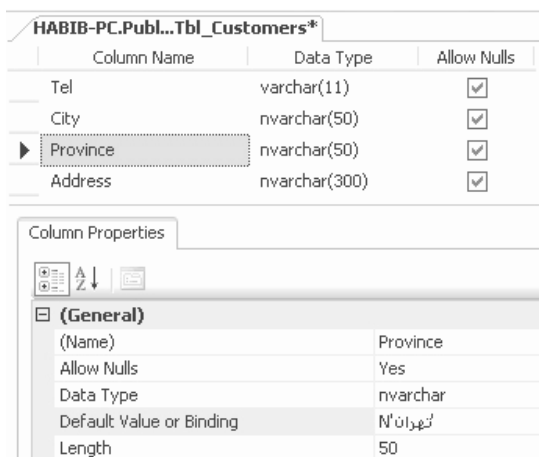 HABIB-PC.Publ...Tbl_Customers*
Column Name Data Type Allow Nulls
Tel varchar(11)
City nvarchar(50)
Province nvarchar(50)
Address nvarchar(300)
Column Properties
(General)
(Name) Province
Allow Nulls Yes
Data Type nvarchar
Default Value or Binding N'تهران'
Length 50